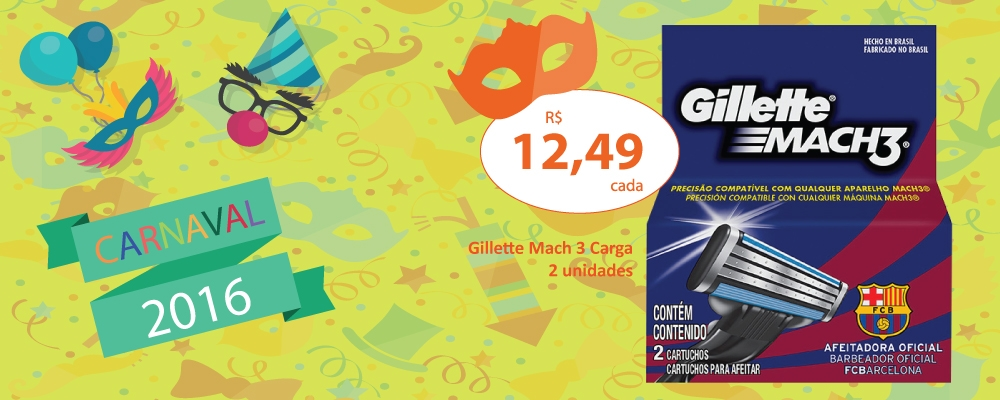 CARNAVAL
2016
R$
12,49
cada
Gillette Mach 3 Carga
2 unidades
HECHO EN BRASIL
FABRICADO NO BRASIL
Gillette®
MACH3®
PRECISÃO COMPATÍVEL COM QUALQUER APARELHO MACH3®
PRECISIÓN COMPATIBLE CON CUALQUIER MÁQUINA MACH3®
CONTÉM
CONTENIDO
2 CARTUCHOS
CARTUCHOS PARA AFEITAR
FCB
AFEITADORA OFICIAL
BARBEADOR OFICIAL
FCBARCELONA